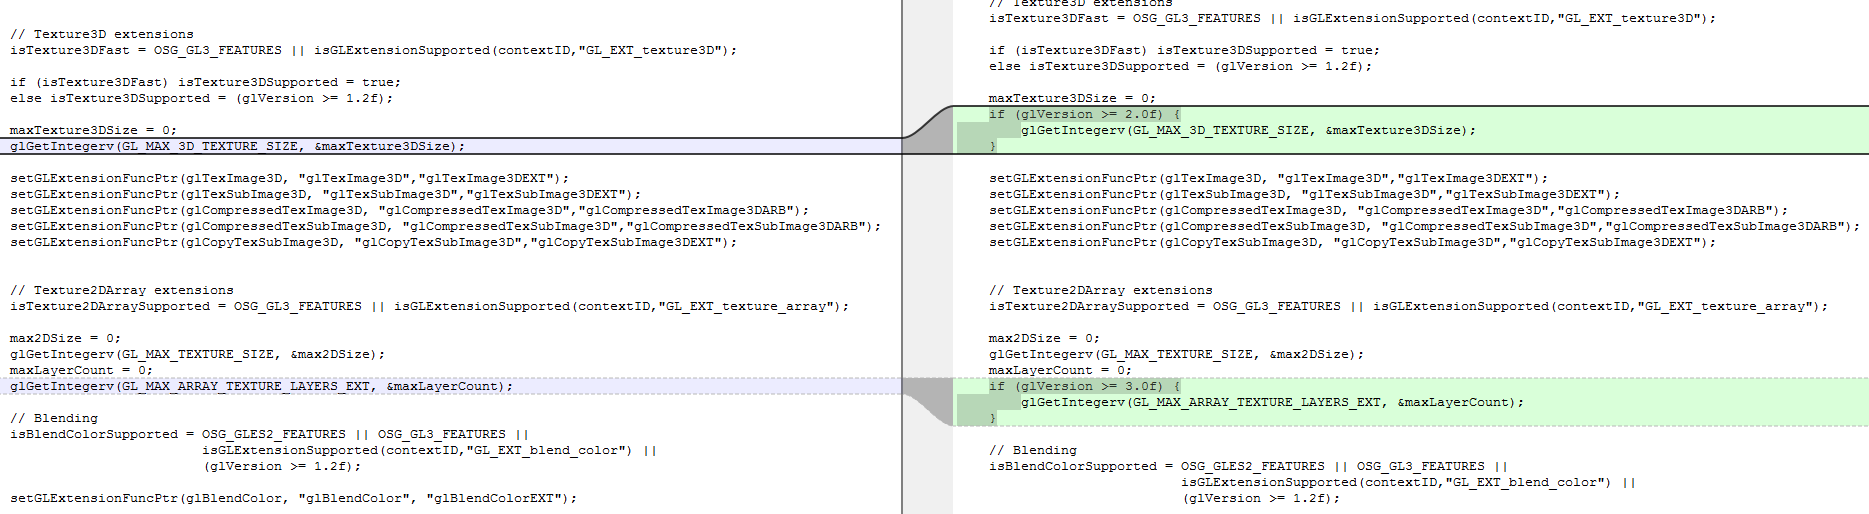 // Texture3D extensions
isTexture3DFast = OSG_GL3_FEATURES || isGLExtensionSupported(contextID,"GL_EXT_texture3D");
if (isTexture3DFast) isTexture3DSupported = true;
else isTexture3DSupported = (glVersion >= 1.2f);
maxTexture3DSize = 0;
glGetIntegerv(GL_MAX_3D_TEXTURE_SIZE, &maxTexture3DSize);
setGLExtensionFuncPtr(glTexImage3D, "glTexImage3D","glTexImage3DEXT");
setGLExtensionFuncPtr(glTexSubImage3D, "glTexSubImage3D","glTexSubImage3DEXT");
setGLExtensionFuncPtr(glCompressedTexImage3D, "glCompressedTexImage3D","glCompressedTexImage3DARB");
setGLExtensionFuncPtr(glCompressedTexSubImage3D, "glCompressedTexSubImage3D","glCompressedTexSubImage3DARB");
setGLExtensionFuncPtr(glCopyTexSubImage3D, "glCopyTexSubImage3D","glCopyTexSubImage3DEXT");
// Texture2DArray extensions
isTexture2DArraySupported = OSG_GL3_FEATURES || isGLExtensionSupported(contextID,"GL_EXT_texture_array");
max2DSize = 0;
glGetIntegerv(GL_MAX_TEXTURE_SIZE, &max2DSize);
maxLayerCount = 0;
glGetIntegerv(GL_MAX_ARRAY_TEXTURE_LAYERS_EXT, &maxLayerCount);
// Blending
isBlendColorSupported = OSG_GLES2_FEATURES || OSG_GL3_FEATURES ||
isGLExtensionSupported(contextID,"GL_EXT_blend_color") ||
(glVersion >= 1.2f);
setGLExtensionFuncPtr(glBlendColor, "glBlendColor", "glBlendColorEXT");
// Texture3D extensions
isTexture3DFast = OSG_GL3_FEATURES || isGLExtensionSupported(contextID,"GL_EXT_texture3D");
if (isTexture3DFast) isTexture3DSupported = true;
else isTexture3DSupported = (glVersion >= 1.2f);
maxTexture3DSize = 0;
if (glVersion >= 2.0f) {
glGetIntegerv(GL_MAX_3D_TEXTURE_SIZE, &maxTexture3DSize);
}
setGLExtensionFuncPtr(glTexImage3D, "glTexImage3D","glTexImage3DEXT");
setGLExtensionFuncPtr(glTexSubImage3D, "glTexSubImage3D","glTexSubImage3DEXT");
setGLExtensionFuncPtr(glCompressedTexImage3D, "glCompressedTexImage3D","glCompressedTexImage3DARB");
setGLExtensionFuncPtr(glCompressedTexSubImage3D, "glCompressedTexSubImage3D","glCompressedTexSubImage3DARB");
setGLExtensionFuncPtr(glCopyTexSubImage3D, "glCopyTexSubImage3D","glCopyTexSubImage3DEXT");
// Texture2DArray extensions
isTexture2DArraySupported = OSG_GL3_FEATURES || isGLExtensionSupported(contextID,"GL_EXT_texture_array");
max2DSize = 0;
glGetIntegerv(GL_MAX_TEXTURE_SIZE, &max2DSize);
maxLayerCount = 0;
if (glVersion >= 3.0f) {
glGetIntegerv(GL_MAX_ARRAY_TEXTURE_LAYERS_EXT, &maxLayerCount);
}
// Blending
isBlendColorSupported = OSG_GLES2_FEATURES || OSG_GL3_FEATURES ||
isGLExtensionSupported(contextID,"GL_EXT_blend_color") ||
(glVersion >= 1.2f);